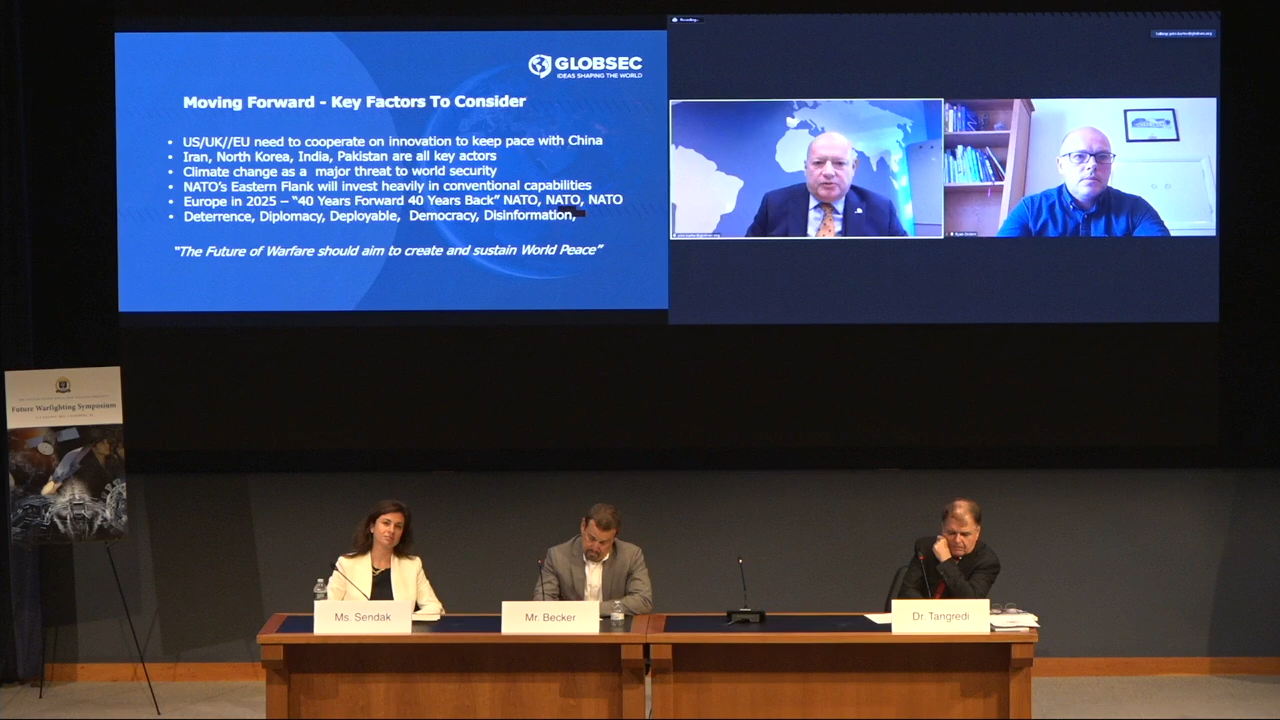 GLOBSEC
IDEAS SHAPING THE WORLD
Moving Forward - Key Factors To Consider
• US/UK//EU need to cooperate on innovation to keep pace with China
• Iran, North Korea, India, Pakistan are all key actors
• Climate change as a major threat to world security
• NATO's Eastern Flank will invest heavily in conventional capabilities
• Europe in 2025 – “40 Years Forward 40 Years Back” NATO, NATO, NATO
• Deterrence, Diplomacy, Deployable, Democracy, Disinformation,
“The Future of Warfare should aim to create and sustain World Peace”
Future Warfighting Symposium
Ms. Sendak
Mr. Becker
Dr. Tangredi